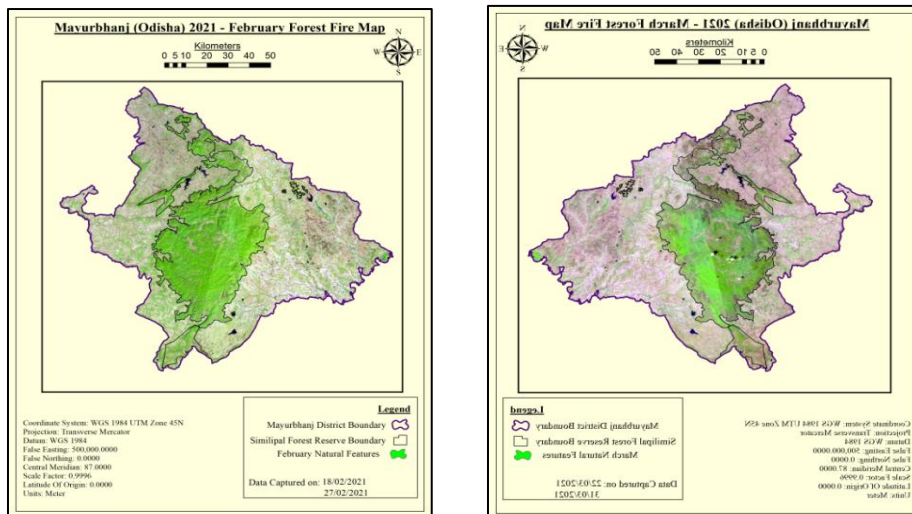 Mayurbhanj (Odisha) 2021 - February Forest Fire Map
Kilometers
0 5 10 20 30 40 50
N
W E
S
Coordinate System: WGS 1984 UTM Zone 45N
Projection: Transverse Mercator
Datum: WGS 1984
False Easting: 500,000.0000
False Northing: 0.0000
Central Meridian: 87.0000
Scale Factor: 0.9996
Latitude Of Origin: 0.0000
Units: Meter
Legend
Mayurbhanj District Boundary
Similipal Forest Reserve Boundary
February Natural Features
Data Captured on: 18/02/2021
27/02/2021
Mayurbhanj (Odisha) 2021 - March Forest Fire Map
Kilometers
0 5 10 20 30 40 50
N
W E
S
Legend
Mayurbhanj District Boundary
Similipal Forest Reserve Boundary
March Natural Features
Data Captured on: 22/03/2021
31/03/2021
Coordinate System: WGS 1984 UTM Zone 45N
Projection: Transverse Mercator
Datum: WGS 1984
False Easting: 500,000.0000
False Northing: 0.0000
Central Meridian: 87.0000
Scale Factor: 0.9996
Latitude Of Origin: 0.0000
Units: Meter